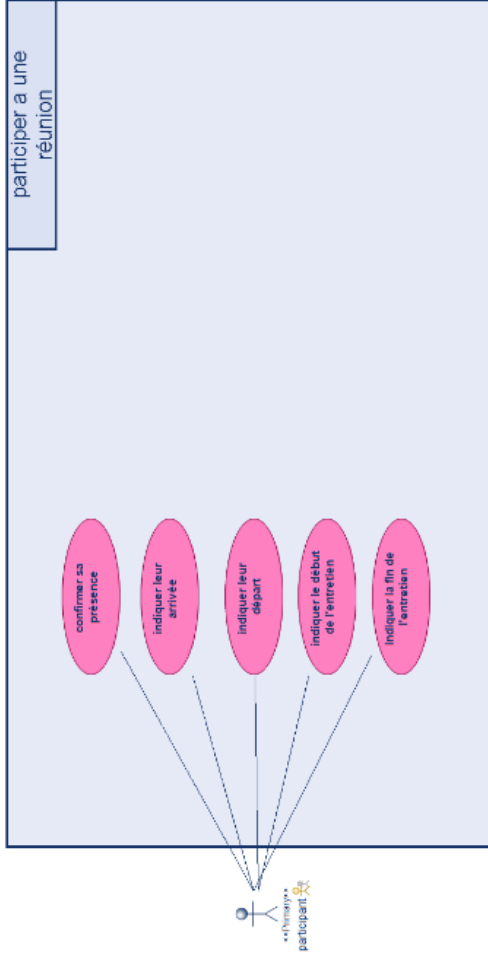 participer a une
réunion
confirmer sa
présence
indiquer leur
arrivée
indiquer leur
départ
indiquer le début
de l'entretien
Indiquer la fin de
l'entretien
**Primary**
participant